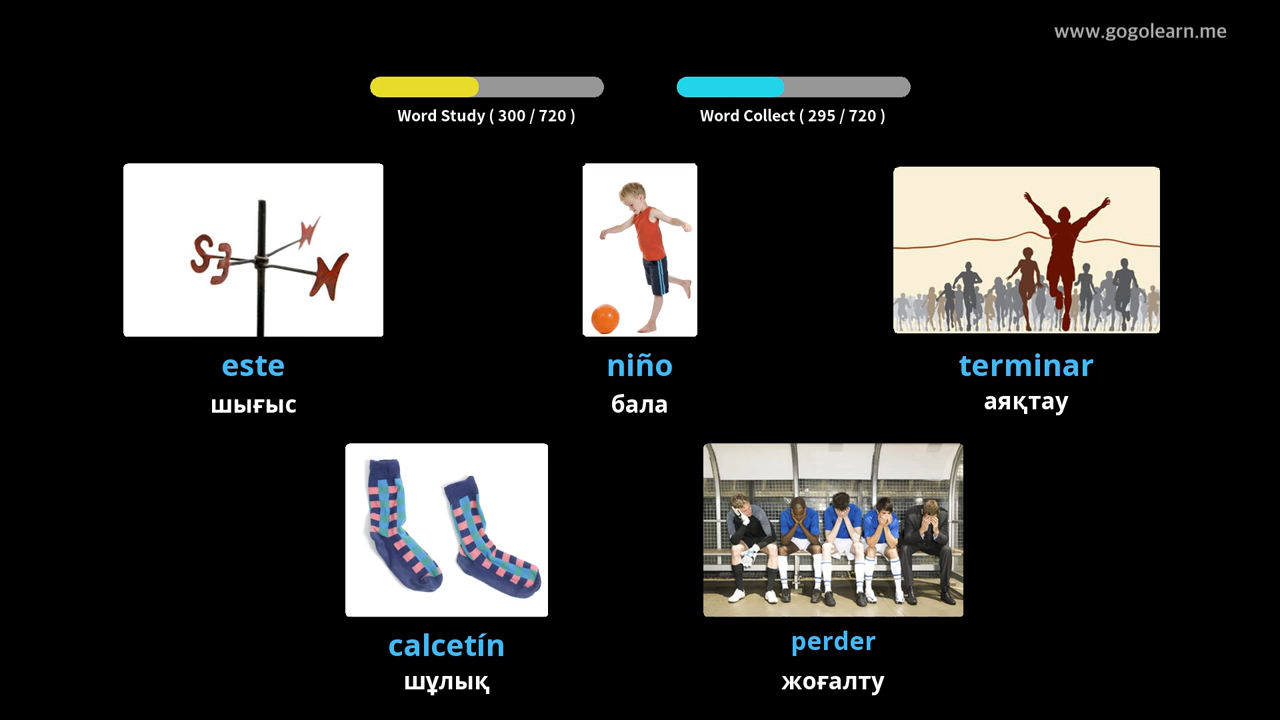 www.gogolearn.me
Word Study ( 300 / 720 )
Word Collect ( 295 / 720 )
este
шығыс
niño
бала
terminar
аяқтау
calcetín
шұлық
perder
жоғалту